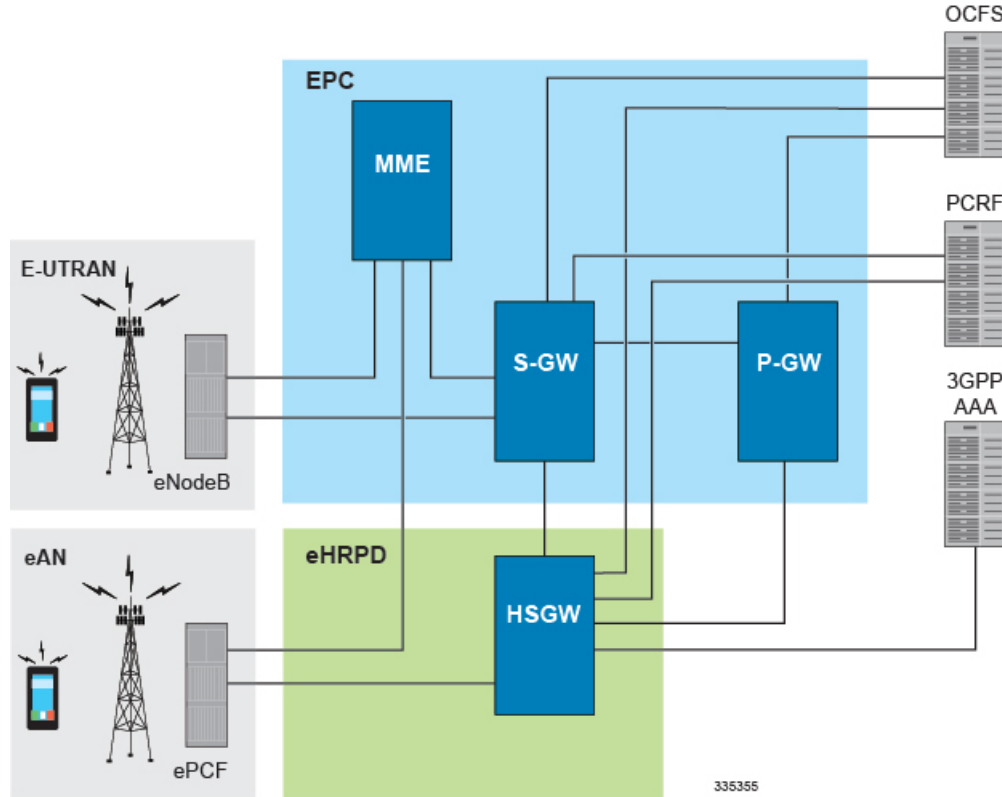 OCFS
EPC
MME
PCRF
E-UTRAN
S-GW
P-GW
3GPP
AAA
eNodeB
eAN
eHRPD
HSGW
ePCF
335355